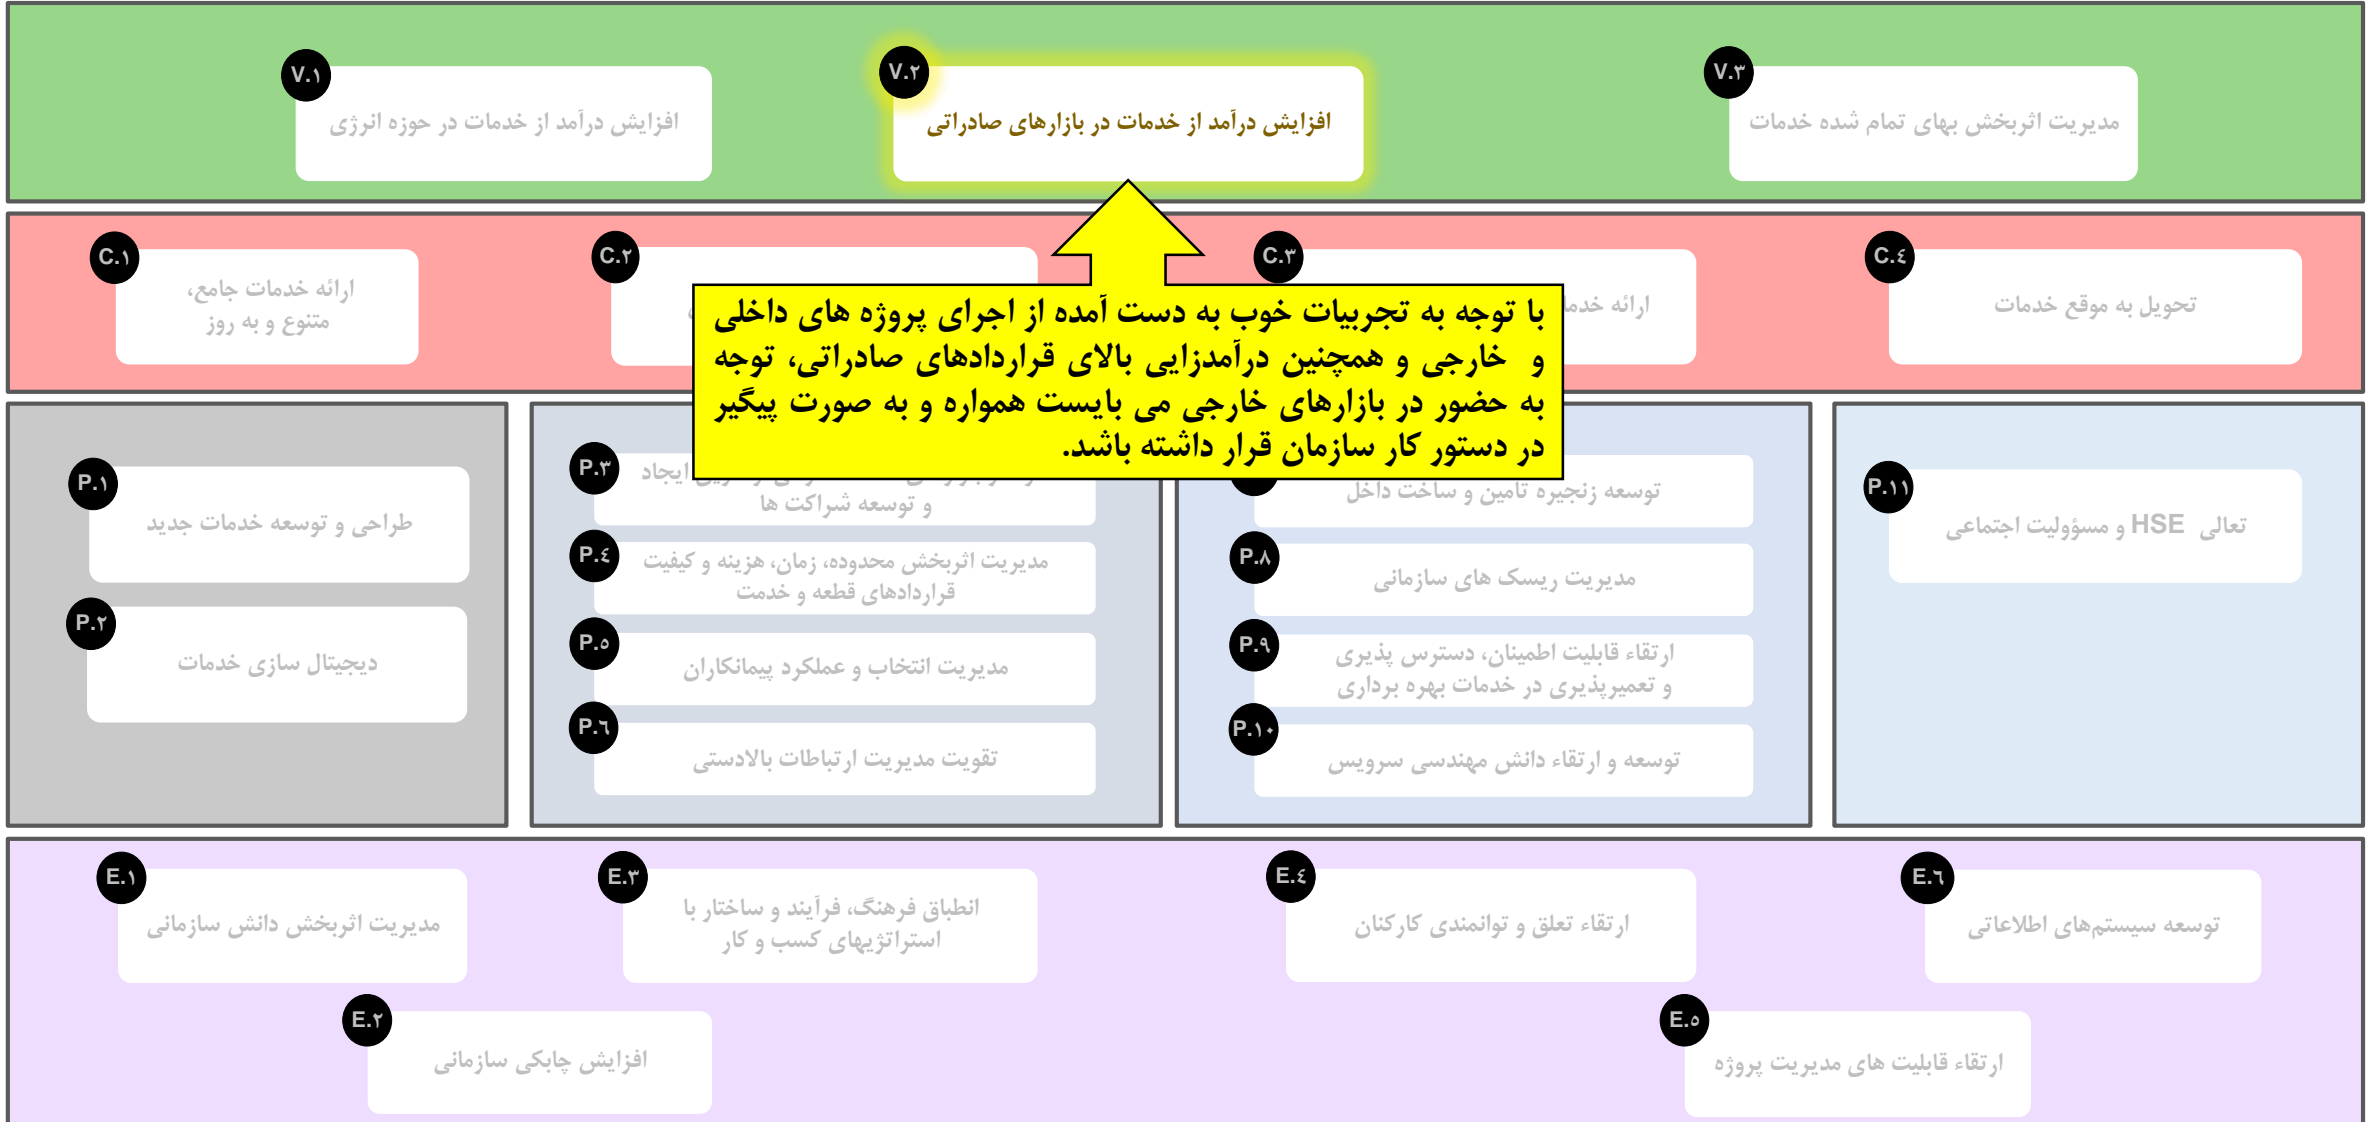 V.۱
افزایش درآمد از خدمات در حوزه انرژی
V.۲
افزایش درآمد از خدمات در بازارهای صادراتی
V.۳
مدیریت اثربخش بهای تمام شده خدمات
C.۱
ارائه خدمات جامع،
متنوع و به روز
C.۲
C.۳
ارائه
C.٤
تحویل به موقع خدمات
با توجه به تجربیات خوب به دست آمده از اجرای پروژه های داخلی
و خارجی و همچنین درآمدزایی بالای قراردادهای صادراتی، توجه
به حضور در بازارهای خارجی می بایست همواره و به صورت پیگیر
در دستور کار سازمان قرار داشته باشد.
P.۱
طراحی و توسعه خدمات جدید
P.۲
دیجیتال سازی خدمات
P.۳
ایجاد
و توسعه شراکت ها
P.٤
مدیریت اثربخش محدوده، زمان، هزینه و کیفیت
قراردادهای قطعه و خدمت
P.٥
مدیریت انتخاب و عملکرد پیمانکاران
P.٦
تقویت مدیریت ارتباطات بالادستی
توسعه زنجیره تامین و ساخت داخل
P.۸
مدیریت ریسک های سازمانی
P.۹
ارتقاء قابلیت اطمینان، دسترس پذیری
و تعمیرپذیری در خدمات بهره برداری
P.۱۰
توسعه و ارتقاء دانش مهندسی سرویس
P.۱۱
تعالی HSE و مسؤولیت اجتماعی
E.۱
مدیریت اثربخش دانش سازمانی
E.۳
انطباق فرهنگ، فرآیند و ساختار با
استراتژیهای کسب و کار
E.٤
ارتقاء تعلق و توانمندی کارکنان
E.٦
توسعه سیستم‌های اطلاعاتی
E.۲
افزایش چابکی سازمانی
E.٥
ارتقاء قابلیت های مدیریت پروژه